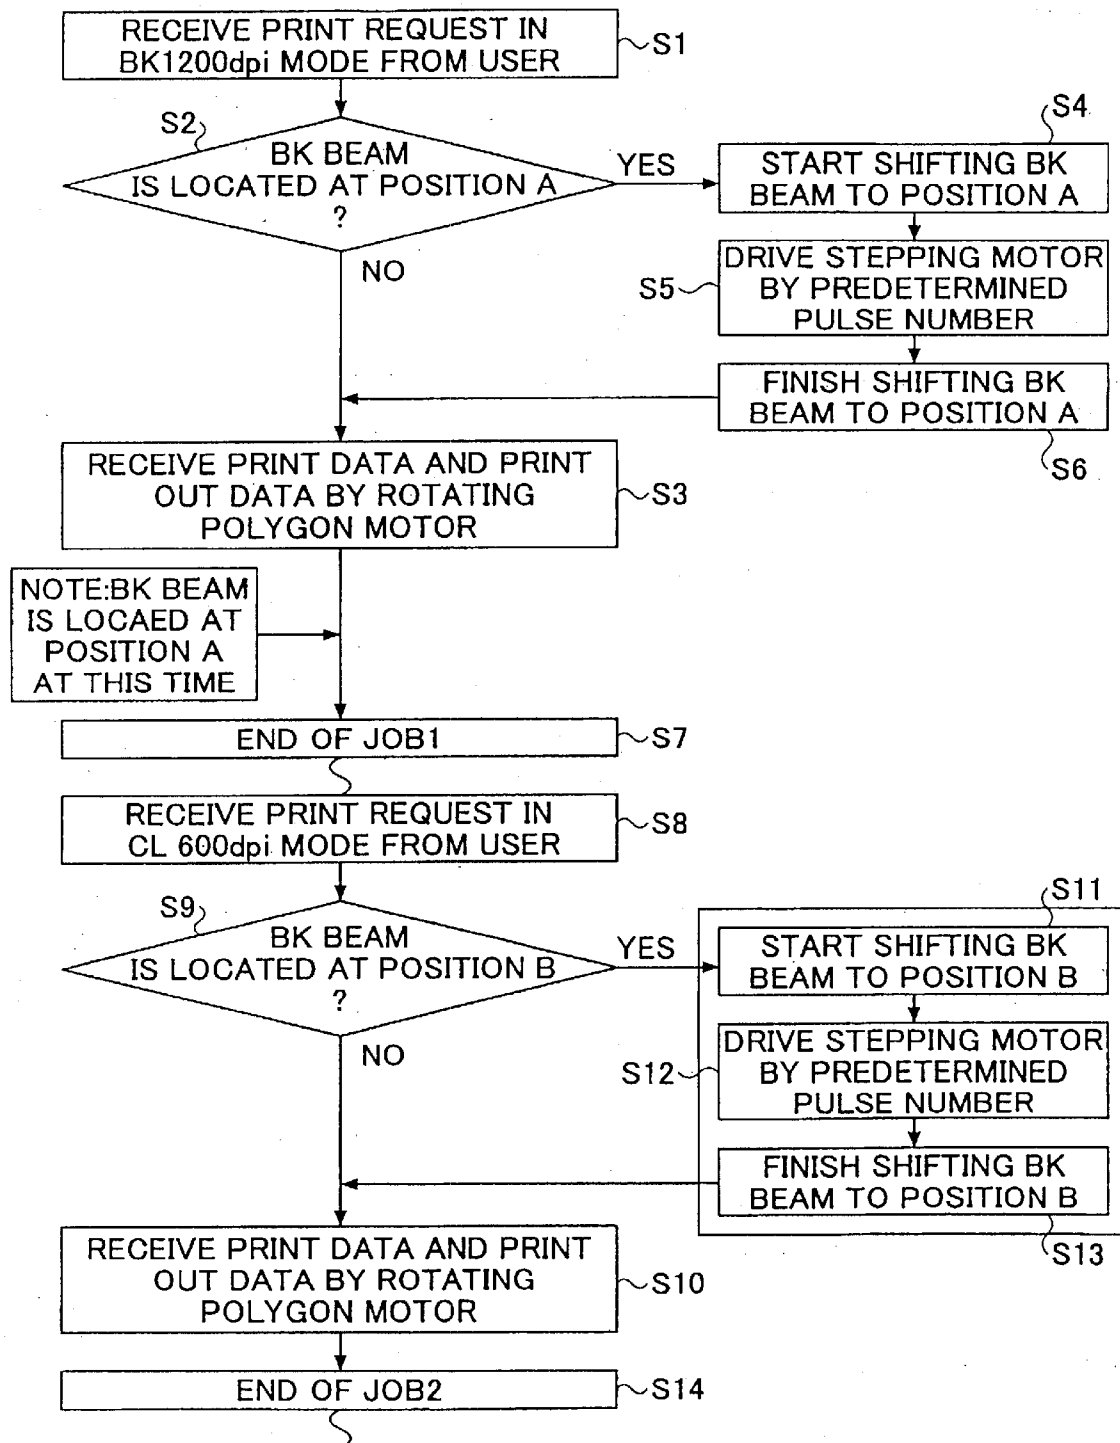 RECEIVE PRINT REQUEST IN
BK1200dpi MODE FROM USER
S1
S2
BK BEAM
IS LOCATED AT POSITION A
?
YES
NO
S4
START SHIFTING BK
BEAM TO POSITION A
S5
DRIVE STEPPING MOTOR
BY PREDETERMINED
PULSE NUMBER
FINISH SHIFTING BK
BEAM TO POSITION A
S6
RECEIVE PRINT DATA AND PRINT
OUT DATA BY ROTATING
POLYGON MOTOR
S3
NOTE:BK BEAM
IS LOCAED AT
POSITION A
AT THIS TIME
END OF JOB1
S7
RECEIVE PRINT REQUEST IN
CL 600dpi MODE FROM USER
S8
S9
BK BEAM
IS LOCATED AT POSITION B
?
YES
NO
S11
START SHIFTING BK
BEAM TO POSITION B
S12
DRIVE STEPPING MOTOR
BY PREDETERMINED
PULSE NUMBER
FINISH SHIFTING BK
BEAM TO POSITION B
S13
RECEIVE PRINT DATA AND PRINT
OUT DATA BY ROTATING
POLYGON MOTOR
S10
END OF JOB2
S14